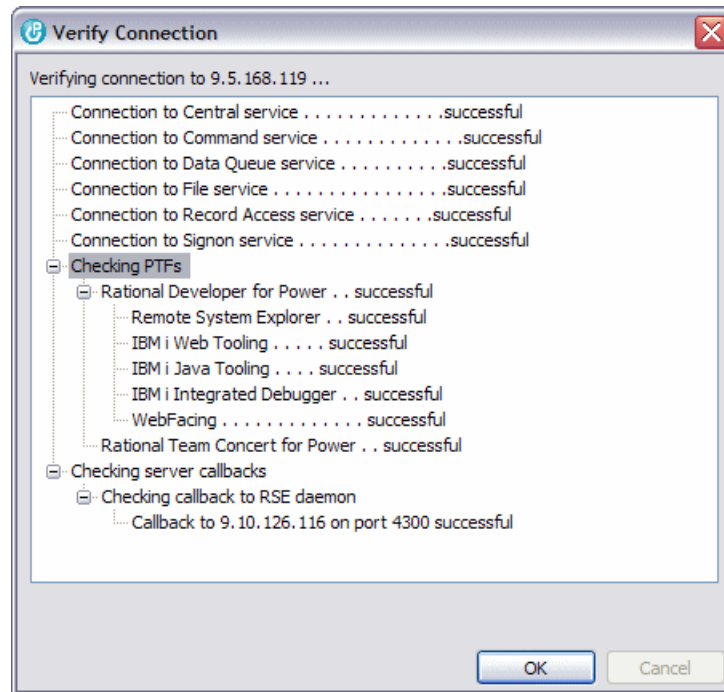 Verify Connection
Verifying connection to 9.5.168.119 ...
Connection to Central service . . . . . . . . . . . . .successful
Connection to Command service . . . . . . . . . . . . .successful
Connection to Data Queue service . . . . . . . . . .successful
Connection to File service . . . . . . . . . . . . . . . .successful
Connection to Record Access service . . . . . . .successful
Connection to Signon service . . . . . . . . . . . . . .successful
Checking PTFs
Rational Developer for Power . . successful
Remote System Explorer . . successful
IBM i Web Tooling . . . . . successful
IBM i Java Tooling . . . . successful
IBM i Integrated Debugger . . successful
WebFacing . . . . . . . . . . . . . successful
Rational Team Concert for Power . . successful
Checking server callbacks
Checking callback to RSE daemon
Callback to 9.10.126.116 on port 4300 successful
OK
Cancel